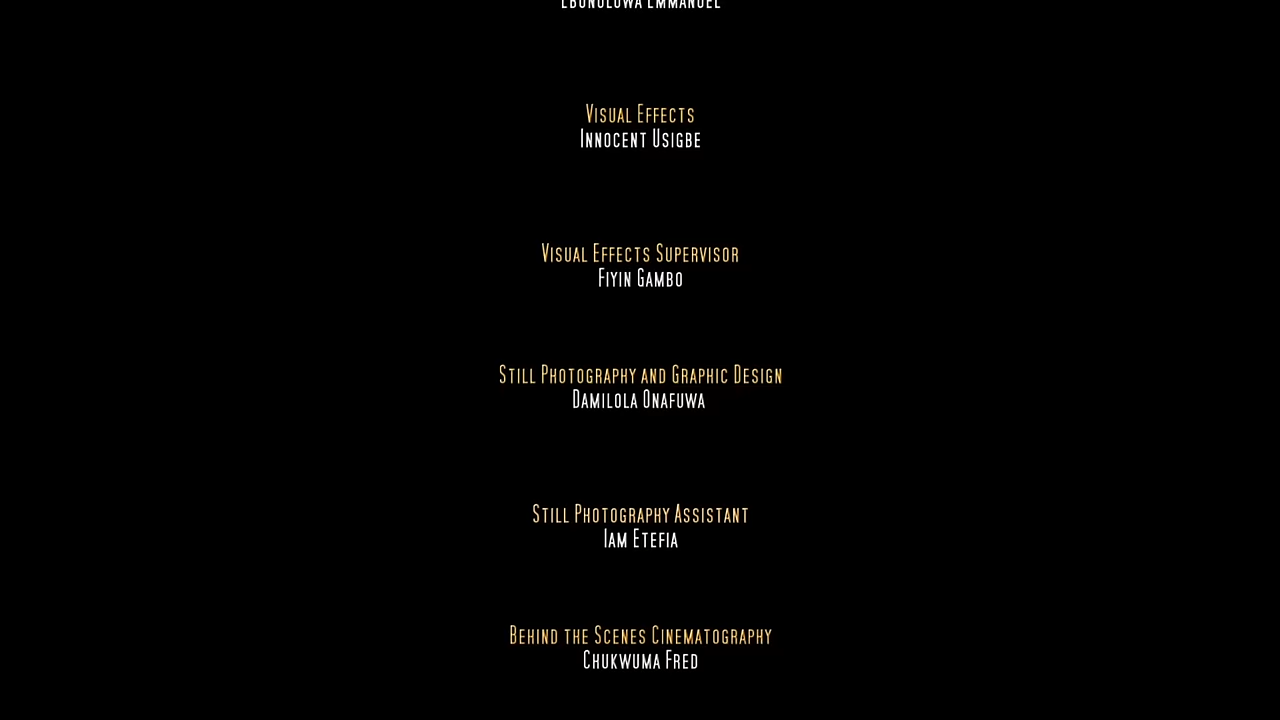 Emmanuel
Visual Effects
Innocent Usigbe
Visual Effects Supervisor
Fiyin Gambo
Still Photography and Graphic Design
Damilola Onafuwa
Still Photography Assistant
Iam Etefia
Behind the Scenes Cinematography
Chukwuma Fred